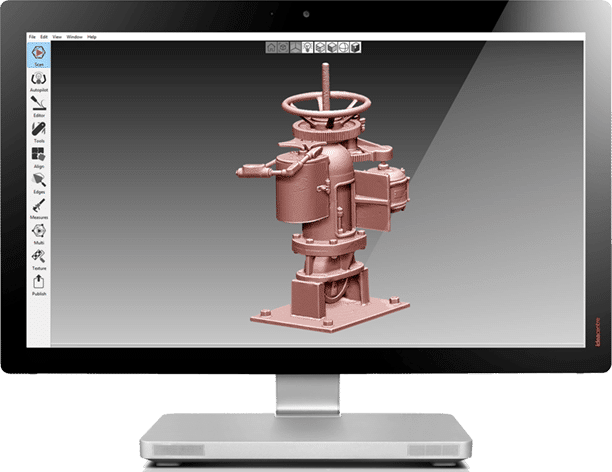 File Edit View Window Help
Scan
Autopilot
Editor
Tools
Align
Edges
Measures
Multi
Texture
Publish
ideacentre